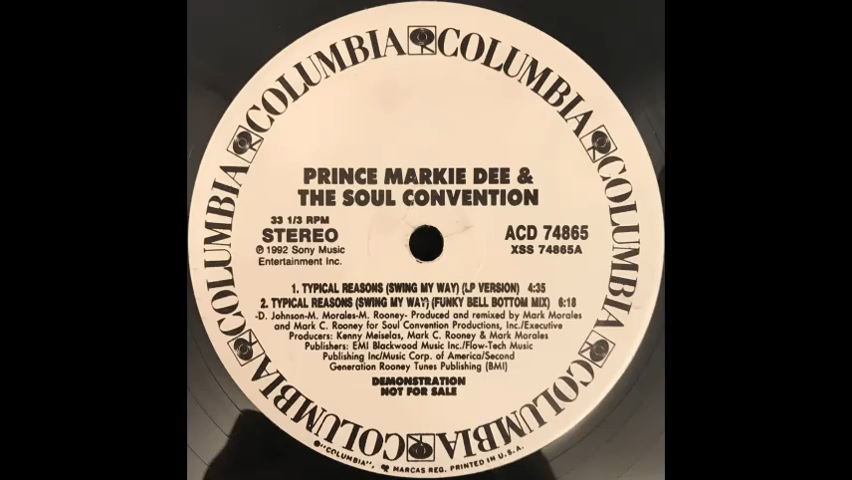 COLUMBIA COLUMBIA COLUMBIA COLUMBIA COLUMBIA COLUMBIA COLUMBIA
PRINCE MARKIE DEE &
THE SOUL CONVENTION
33 1/3 RPM
STEREO
℗ 1992 Sony Music
Entertainment Inc.
ACD 74865
XSS 74865A
1. TYPICAL REASONS (SWING MY WAY) (LP VERSION) 4:35
2. TYPICAL REASONS (SWING MY WAY) (FUNKY BELL BOTTOM MIX) 6:18
-D. Johnson-M. Morales-M. Rooney- Produced and remixed by Mark Morales
and Mark C. Rooney for Soul Convention Productions, Inc./Executive
Producers: Kenny Meiselas, Mark C. Rooney & Mark Morales
Publishers: EMI Blackwood Music Inc./Flow-Tech Music
Publishing Inc/Music Corp. of America/Second
Generation Rooney Tunes Publishing (BMI)
DEMONSTRATION
NOT FOR SALE
"COLUMBIA", MARCAS REG. PRINTED IN U.S.A.